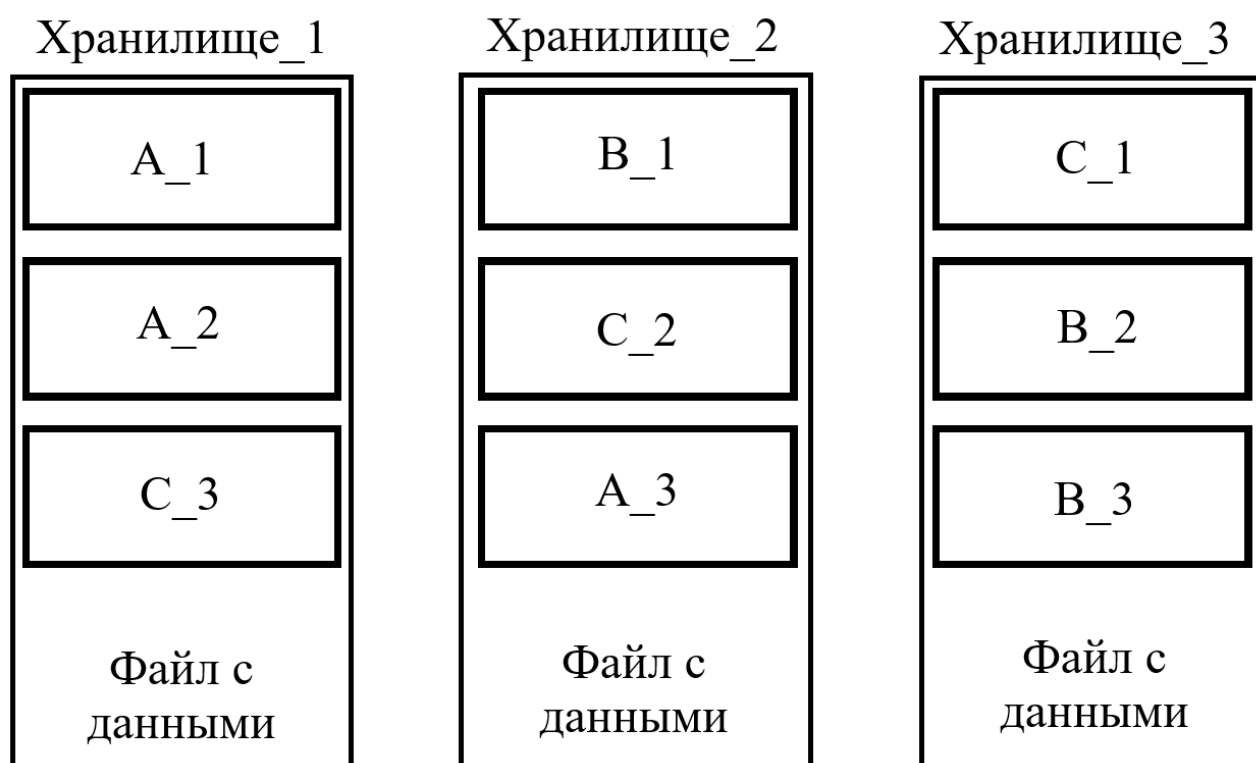 Хранилище_1
A_1
A_2
C_3
Файл с
данными
Хранилище_2
B_1
C_2
A_3
Файл с
данными
Хранилище_3
C_1
B_2
B_3
Файл с
данными